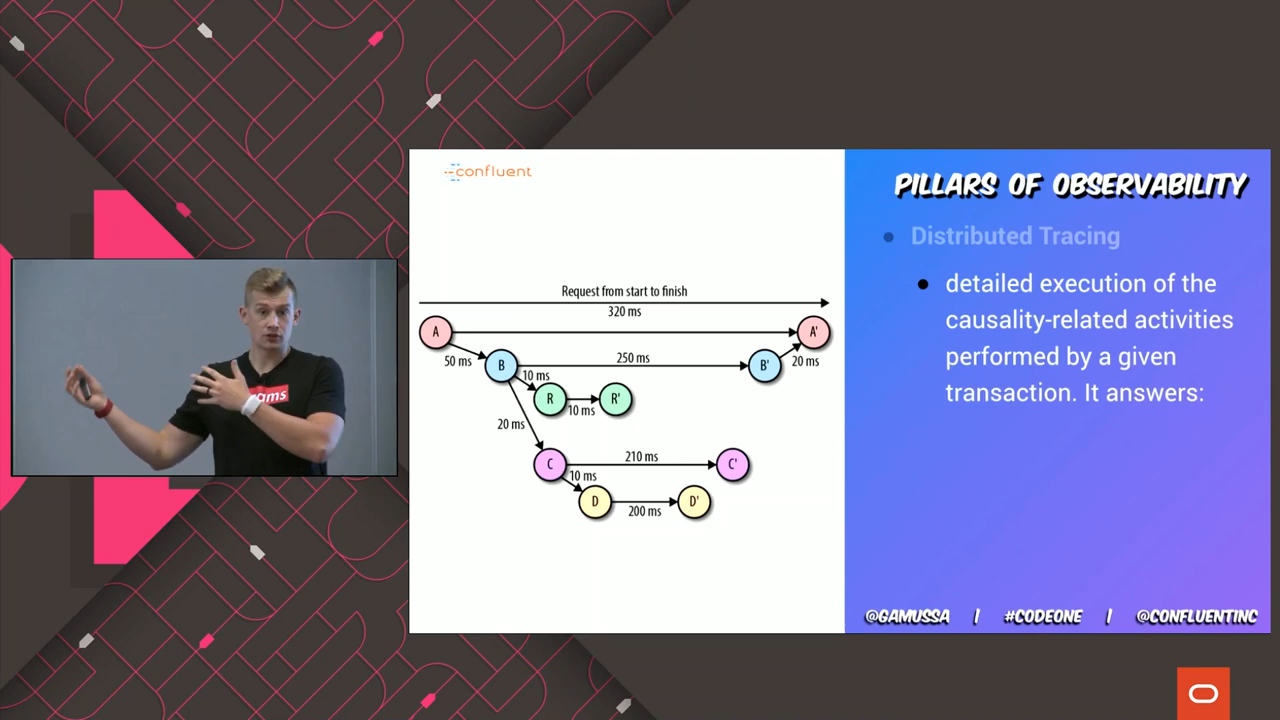 confluent
Request from start to finish
320 ms
A
A'
50 ms
B
250 ms
B'
20 ms
10 ms
R
10 ms
R'
20 ms
C
210 ms
C'
10 ms
D
200 ms
D'
PILLARS OF OBSERVABILITY
Distributed Tracing
detailed execution of the
causality-related activities
performed by a given
transaction. It answers:
@GAMUSSA | #CODEONE | @CONFLUENTINC
ams